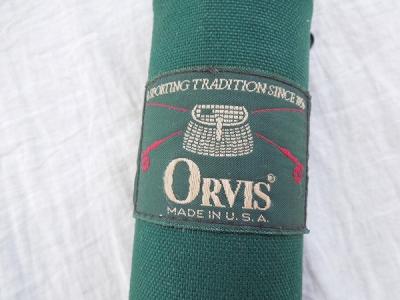 A SPORTING TRADITION SINCE 1856
ORVIS®
MADE IN U.S.A.